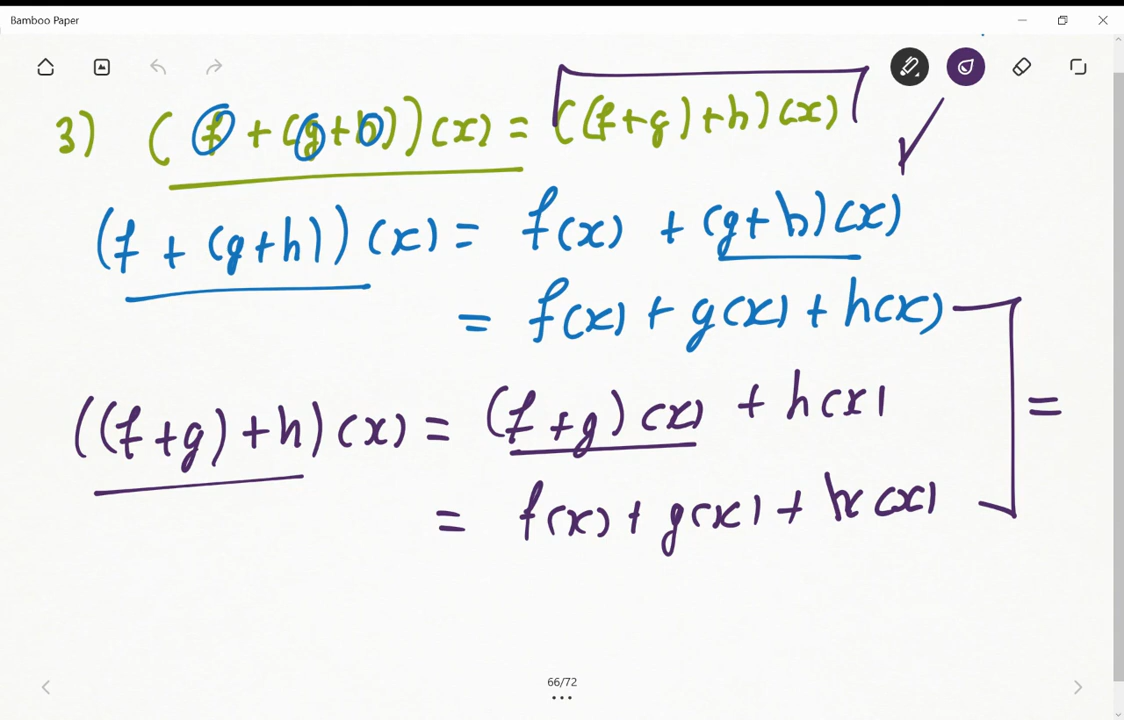 Bamboo Paper
3) (f + (g+h))(x) = ((f+g)+h)(x)
(f + (g+h))(x) = f(x) + (g+h)(x)
= f(x) + g(x) + h(x)
=
((f+g)+h)(x) = (f+g)(x) + h(x)
= f(x) + g(x) + h(x)
66/72